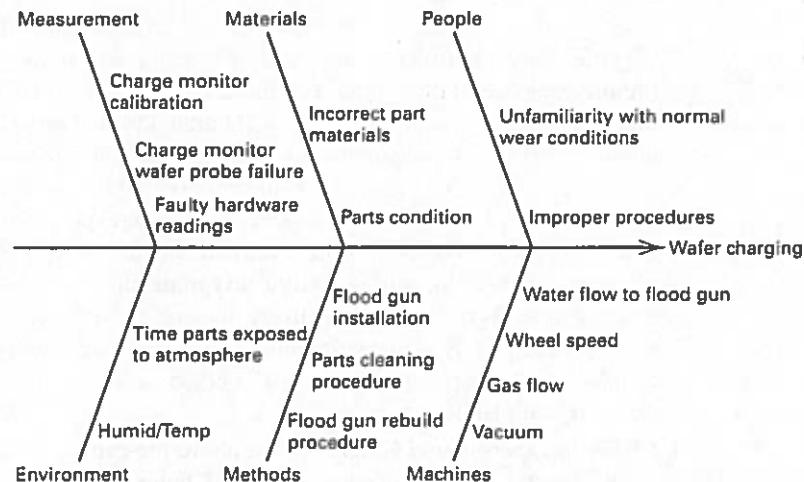 Measurement
Materials
People
Charge monitor
calibration
Incorrect part
materials
Unfamiliarity with normal
wear conditions
Charge monitor
wafer probe failure
Faulty hardware
readings
Parts condition
Improper procedures
Wafer charging
Flood gun
installation
Water flow to flood gun
Time parts exposed
to atmosphere
Wheel speed
Parts cleaning
procedure
Gas flow
Humid/Temp
Flood gun rebuild
procedure
Vacuum
Environment
Methods
Machines